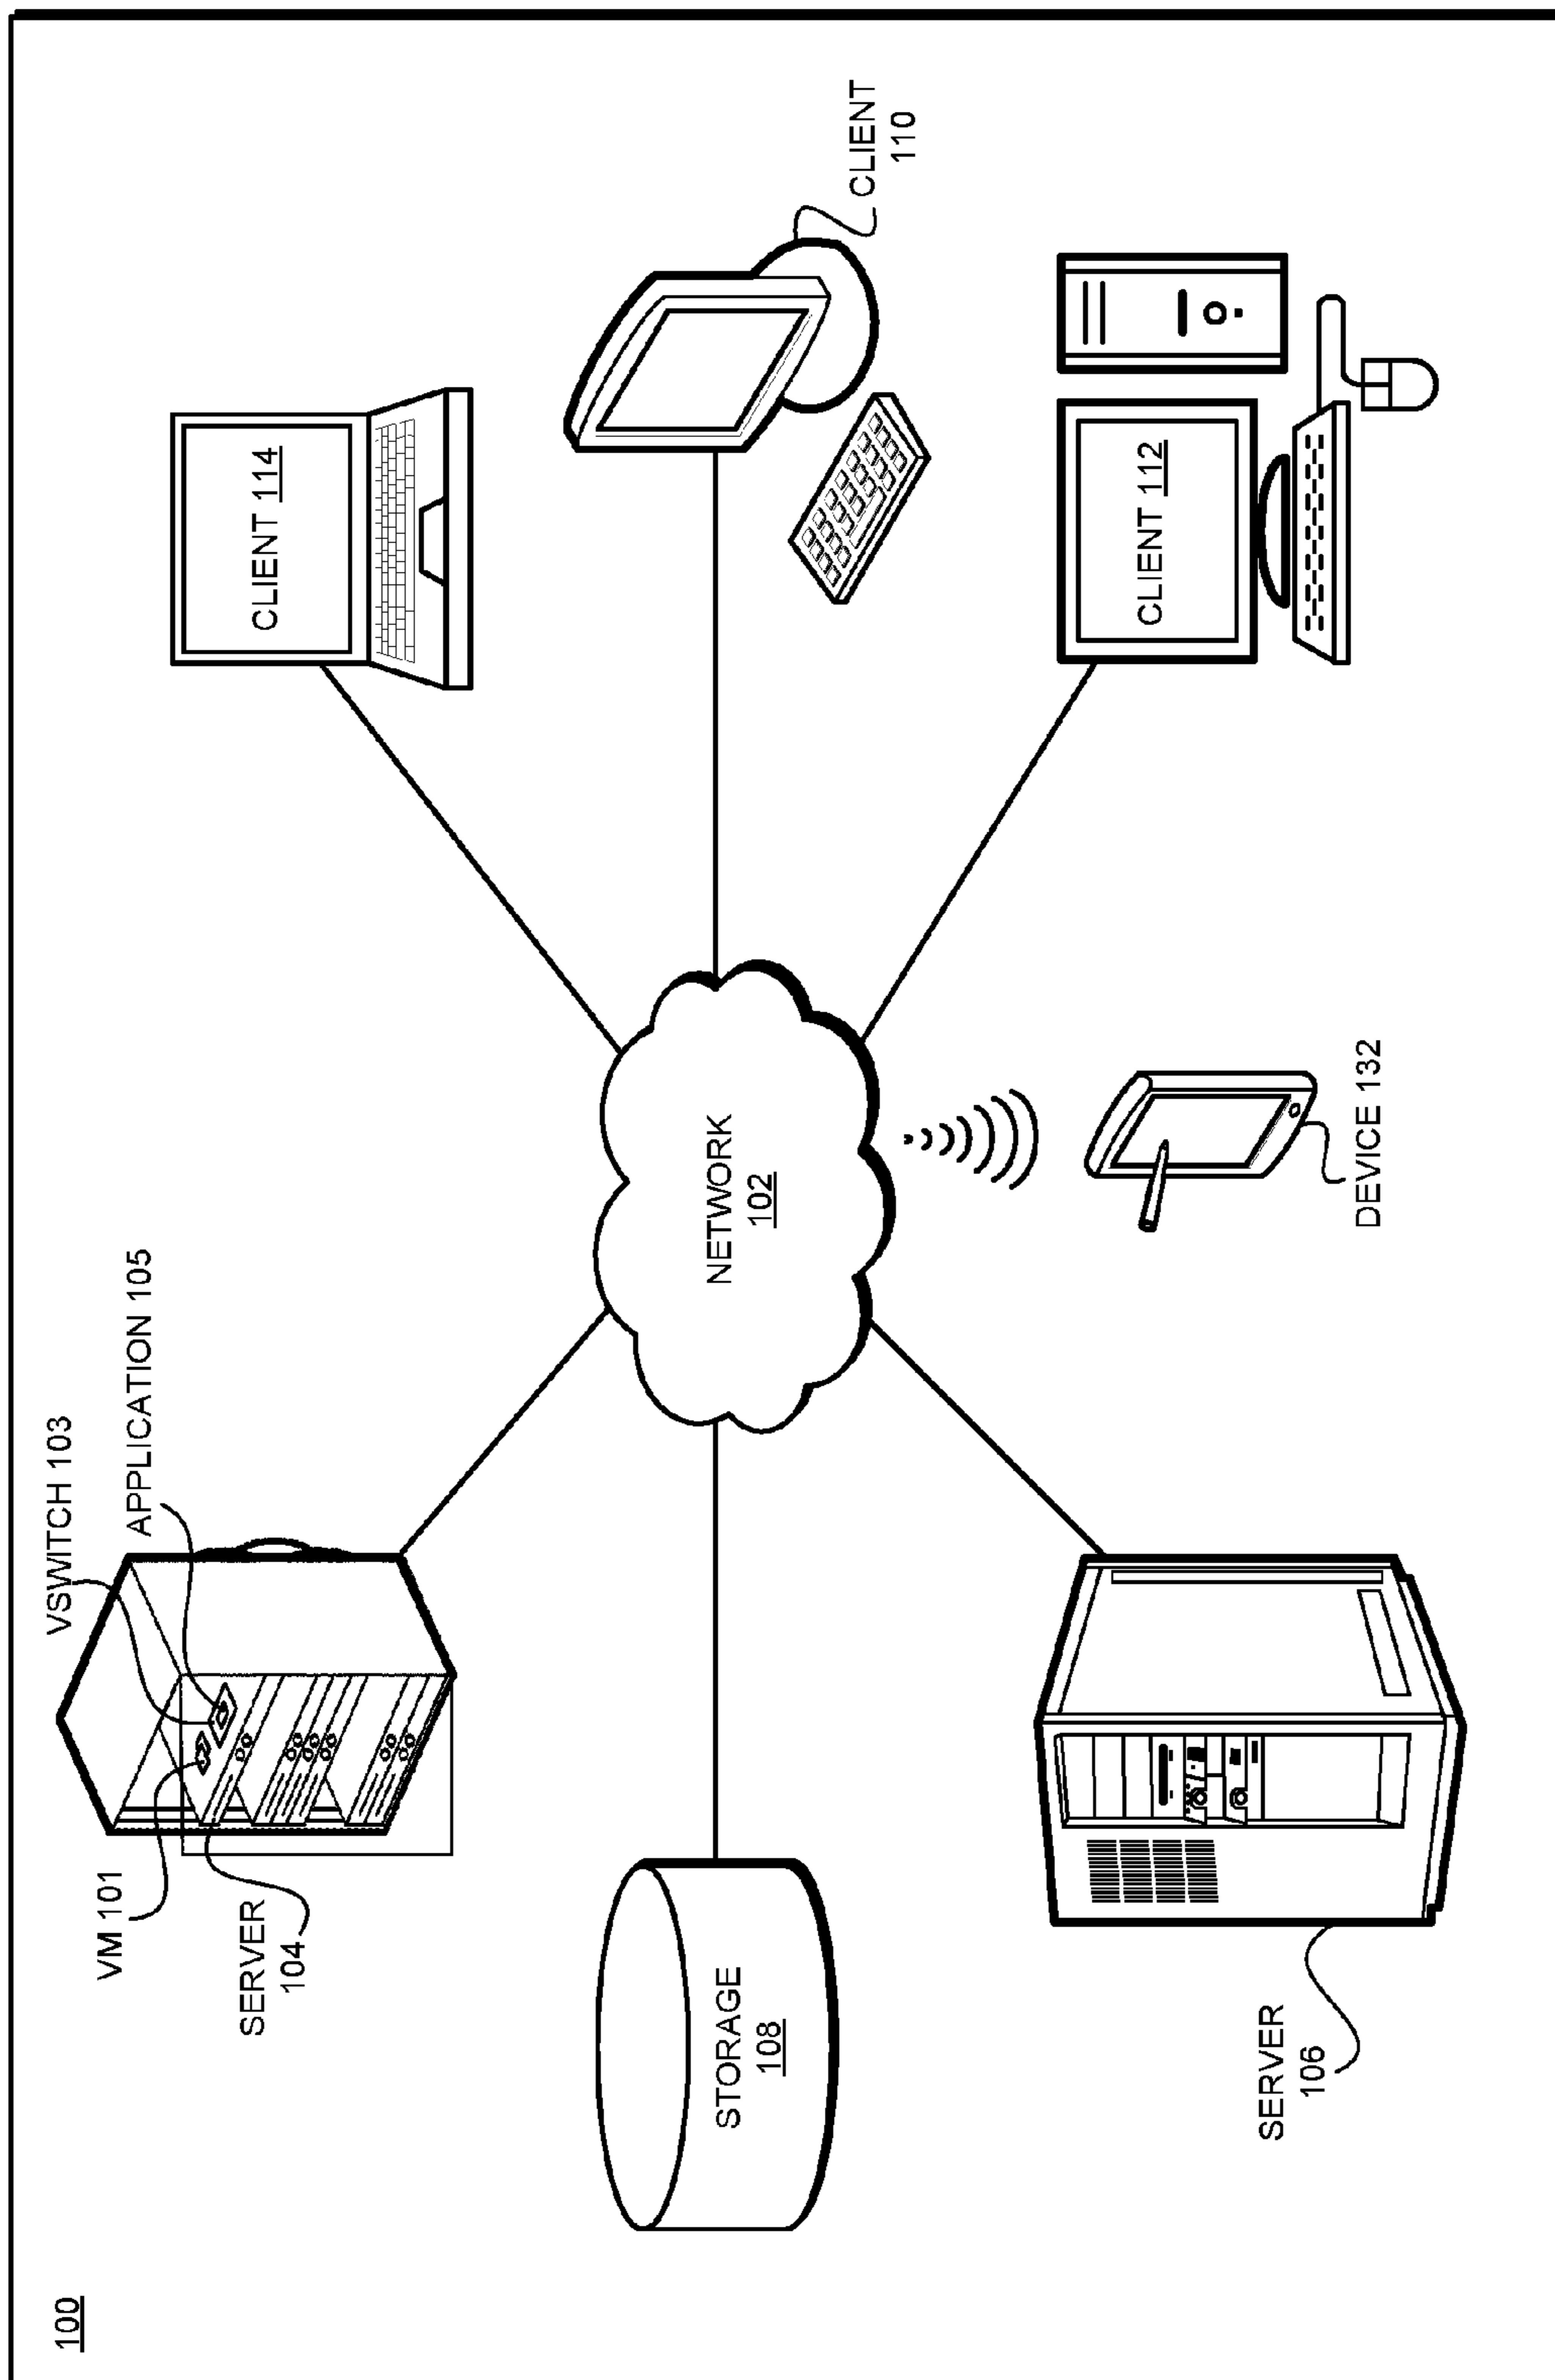 100
VM 101
VSWITCH 103
APPLICATION 105
SERVER
104
CLIENT 114
STORAGE
108
NETWORK
102
CLIENT
110
SERVER
106
DEVICE 132
CLIENT 112